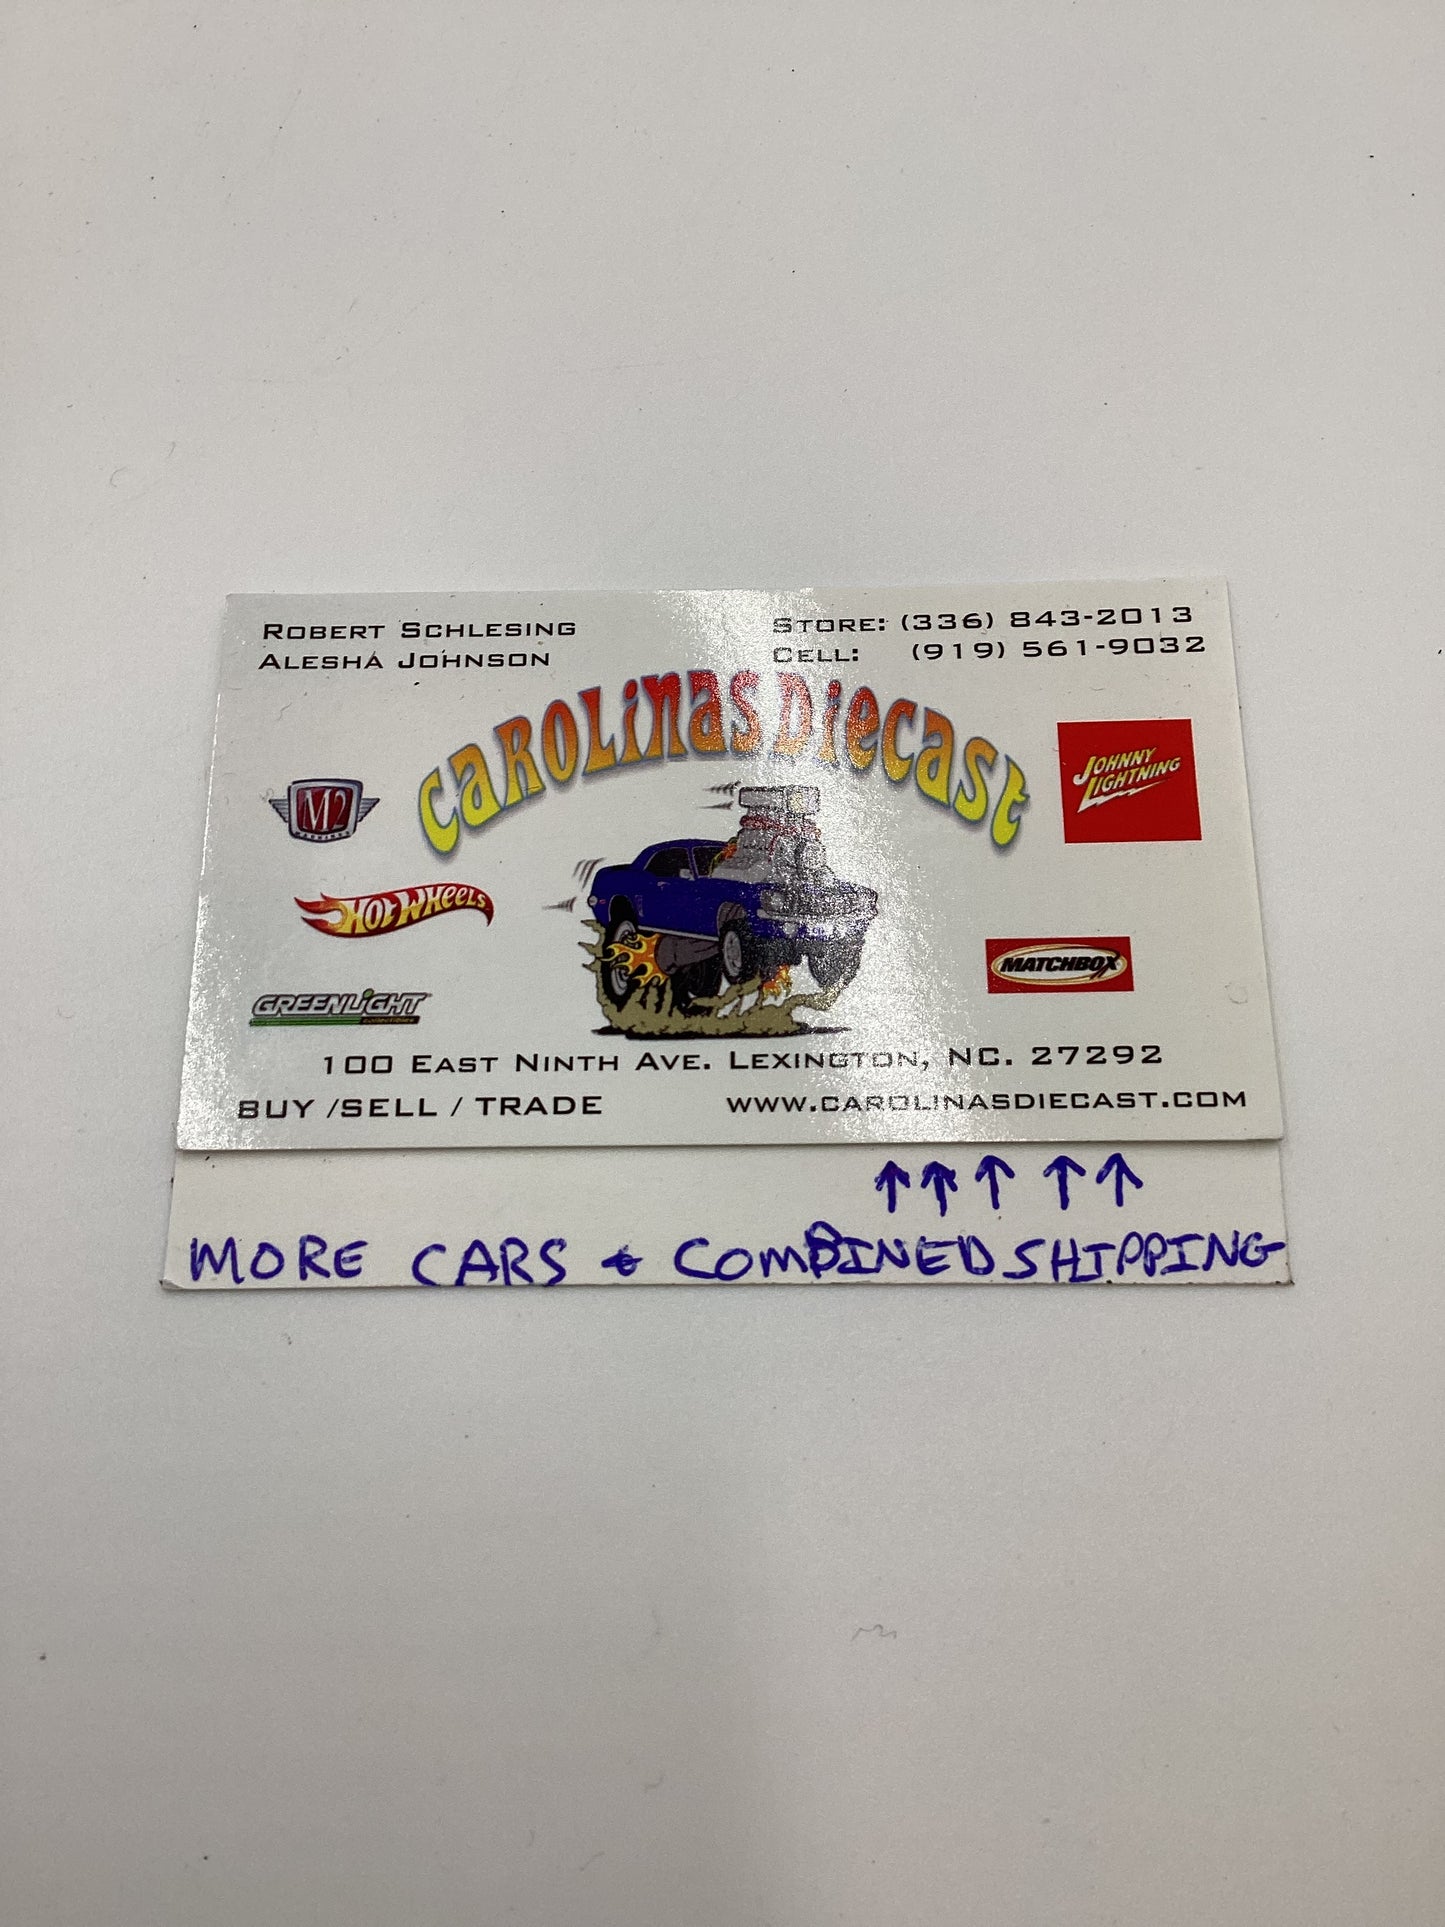 ROBERT SCHLESING
ALESHA JOHNSON
STORE: (336) 843-2013
CELL: (919) 561-9032
CAROLINAS DIECAST
M2
MACHINES
JOHNNY
LIGHTNING
HOT WHEELS
MATCHBOX
GREENLIGHT
100 EAST NINTH AVE. LEXINGTON, NC. 27292
BUY /SELL / TRADE
WWW.CAROLINASDIECAST.COM
↑↑↑ ↑↑
MORE CARS & COMBINED SHIPPING